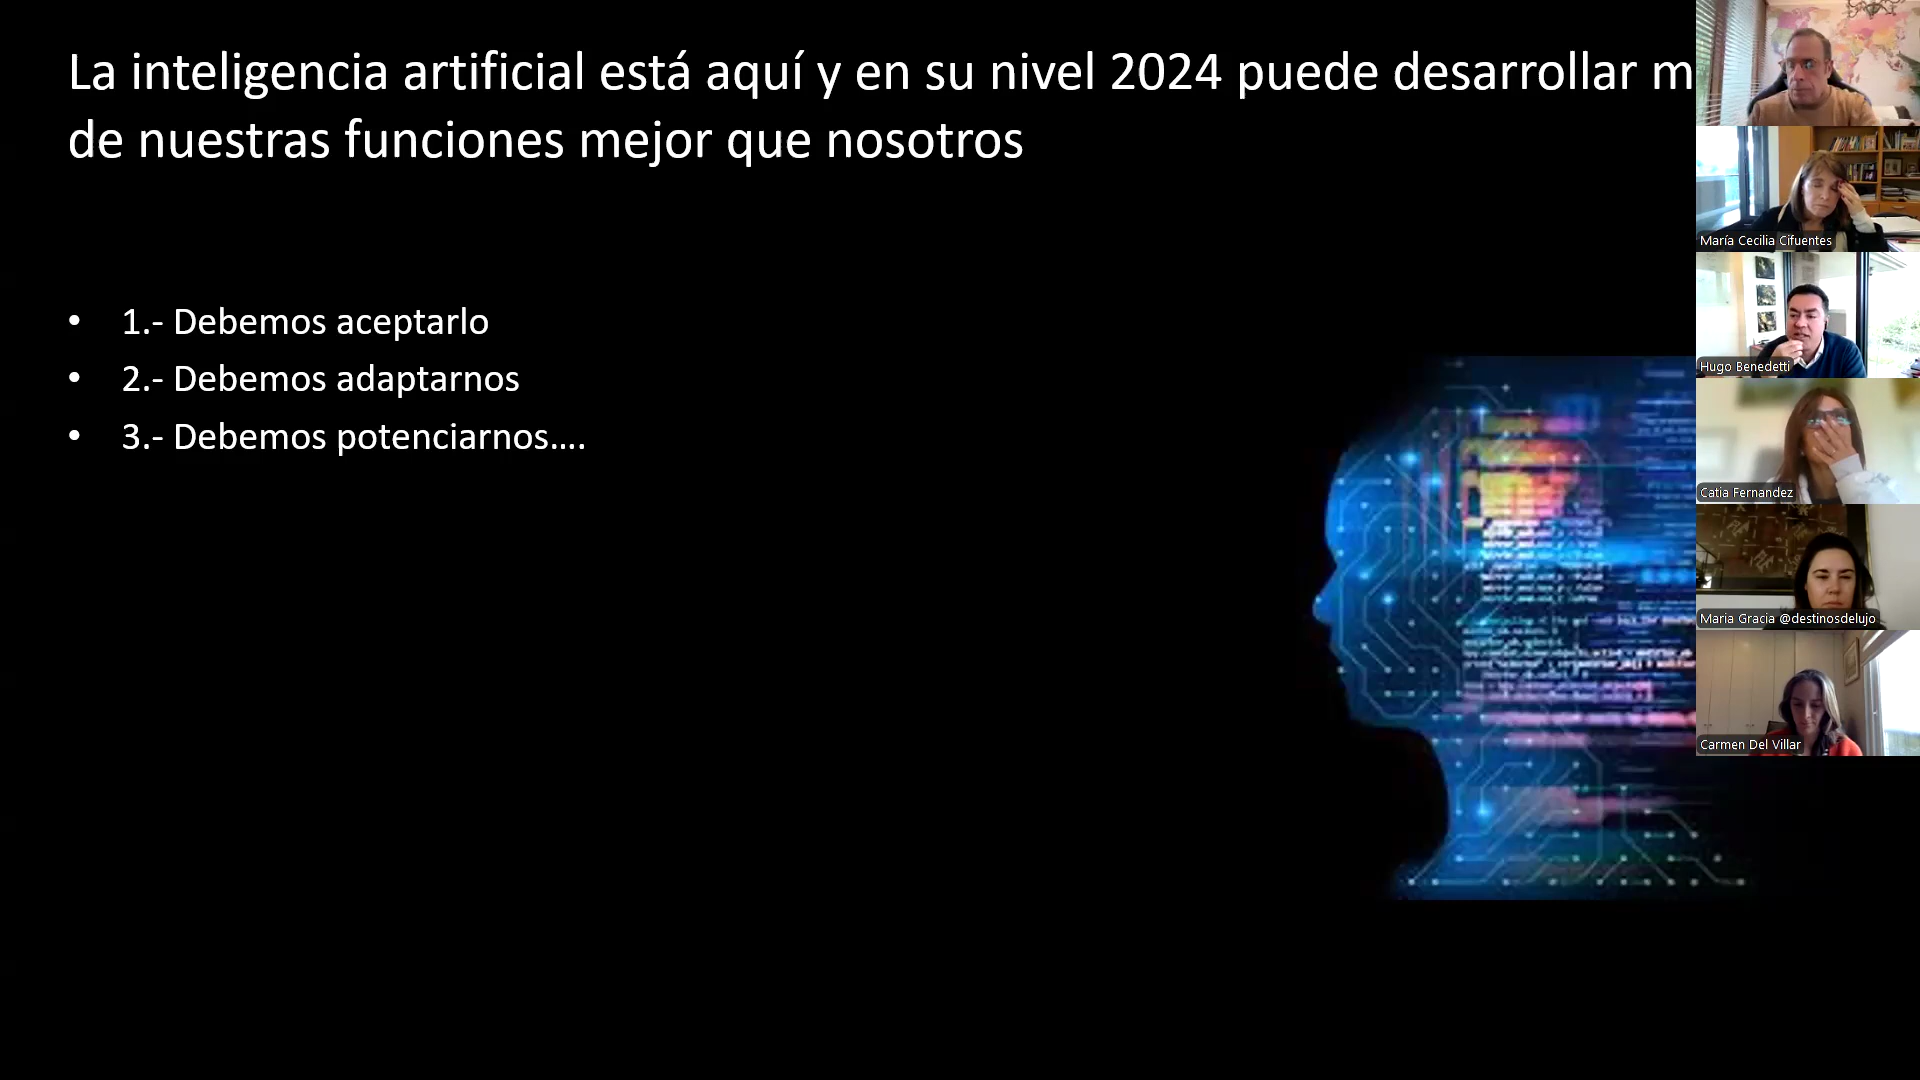 La inteligencia artificial está aquí y en su nivel 2024 puede desarrollar m
de nuestras funciones mejor que nosotros
• 1.- Debemos aceptarlo
• 2.- Debemos adaptarnos
• 3.- Debemos potenciarnos....
María Cecilia Cifuentes
Hugo Benedetti
Catia Fernandez
Maria Gracia @destinosdelujo
Carmen Del Villar